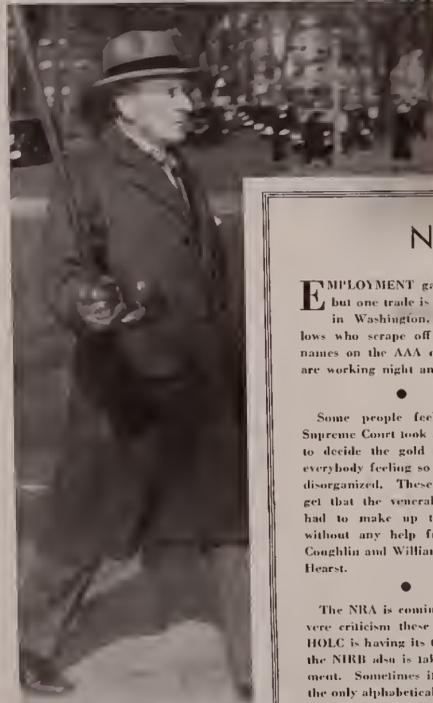 N
EMPLOYMENT ga
but one trade is
in Washington.
lows who scrape off
names on the AAA
are working night an
Some people fee
Supreme Court took
to decide the gold
everybody feeling so
disorganized. These
get that the veneral
had to make up t
without any help f
Coughlin and William
Hearst.
The NRA is comin
vere criticism these
HOLC is having its t
the NIRB also is tak
ment. Sometimes i
the only alphabetical